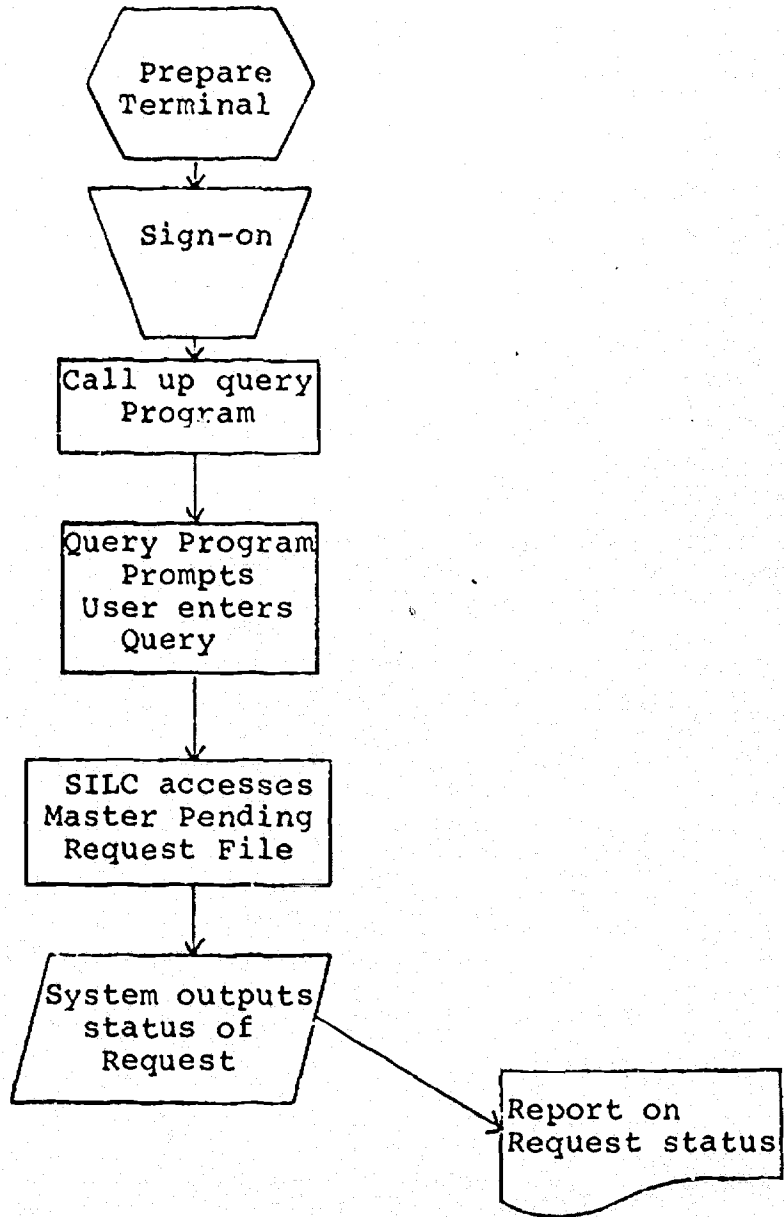 Prepare
Terminal
Sign-on
Call up query
Program
Query Program
Prompts
User enters
Query
SILC accesses
Master Pending
Request File
System outputs
status of
Request
Report on
Request status